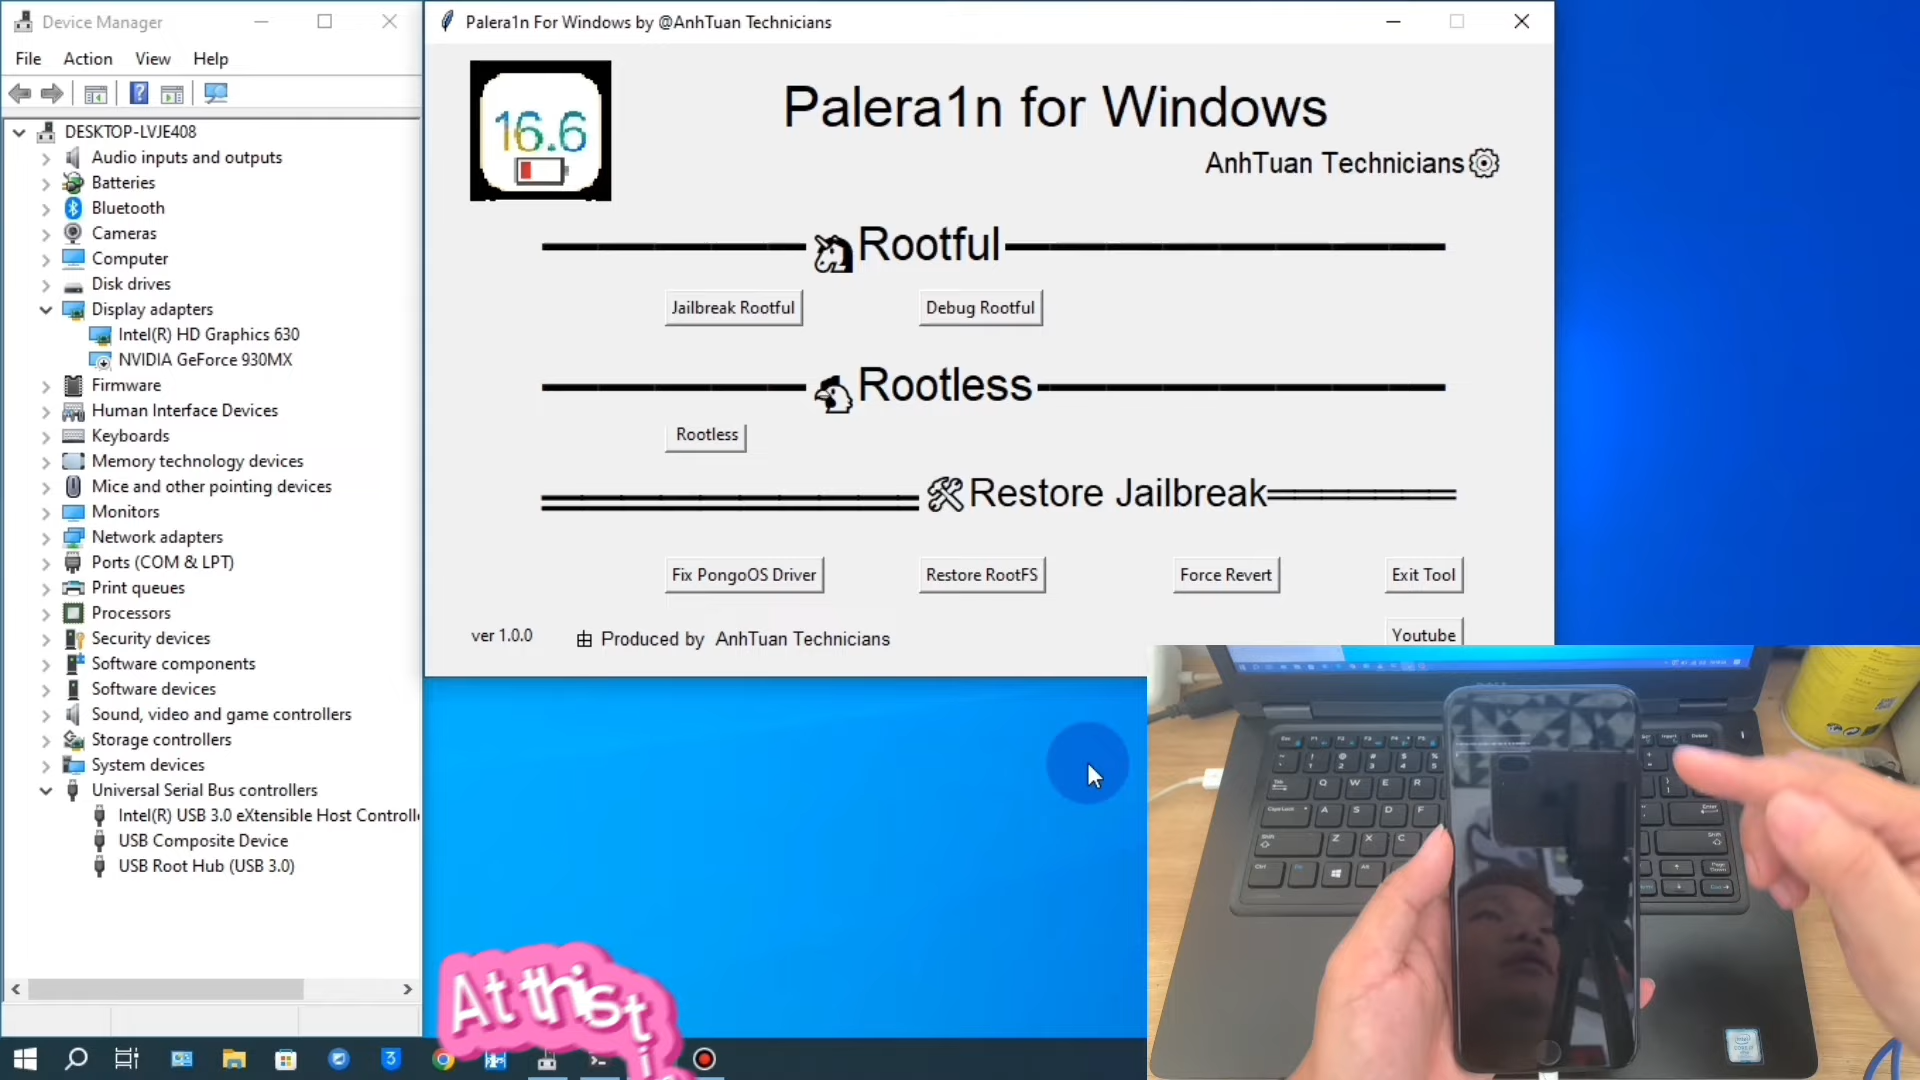 Device Manager
File Action View Help
DESKTOP-LVJE408
Audio inputs and outputs
Batteries
Bluetooth
Cameras
Computer
Disk drives
Display adapters
Intel(R) HD Graphics 630
NVIDIA GeForce 930MX
Firmware
Human Interface Devices
Keyboards
Memory technology devices
Mice and other pointing devices
Monitors
Network adapters
Ports (COM & LPT)
Print queues
Processors
Security devices
Software components
Software devices
Sound, video and game controllers
Storage controllers
System devices
Universal Serial Bus controllers
Intel(R) USB 3.0 eXtensible Host Controll
USB Composite Device
USB Root Hub (USB 3.0)
Palera1n For Windows by @AnhTuan Technicians
16.6
Palera1n for Windows
AnhTuan Technicians
Rootful
Jailbreak Rootful Debug Rootful
Rootless
Rootless
Restore Jailbreak
Fix PongoOS Driver Restore RootFS Force Revert Exit Tool
ver 1.0.0 由 Produced by AnhTuan Technicians Youtube
At this ti